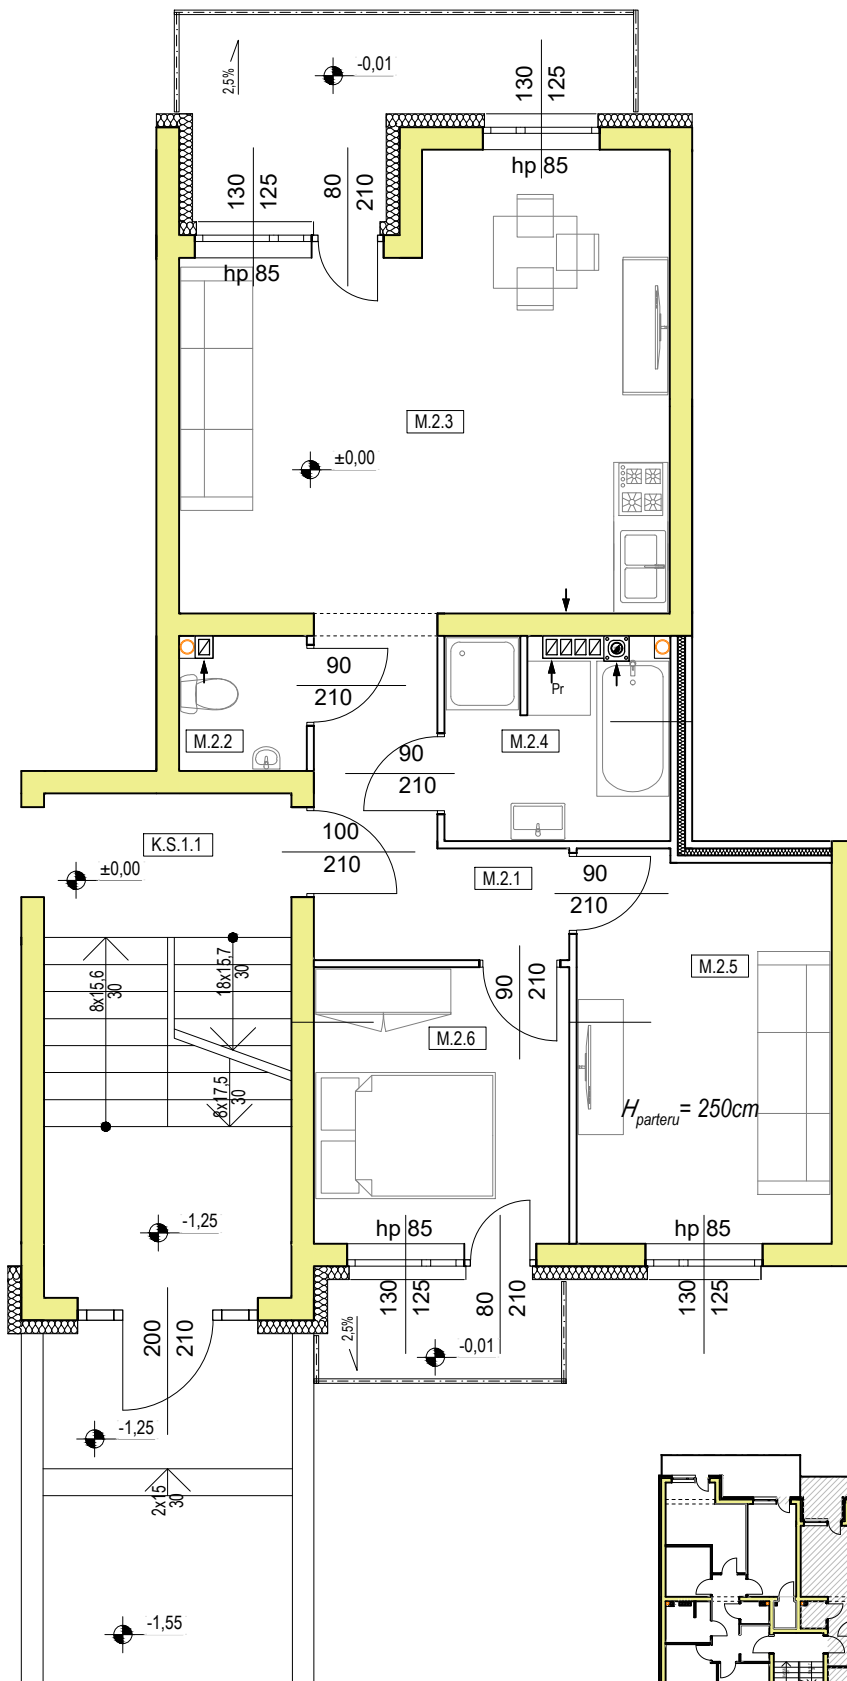 2,5%
-0,01
130
125
hp 85
130
125
80
210
hp 85
M.2.3
±0,00
90
210
Pr
M.2.2
M.2.4
90
210
K.S.1.1
100
210
±0,00
M.2.1
90
210
8x15,6
30
18x15,7
30
90
210
M.2.5
M.2.6
8x17,5
30
Hparteru= 250cm
-1,25
hp 85
hp 85
130
125
80
210
130
125
200
210
2,5%
-0,01
-1,25
2x15
30
-1,55